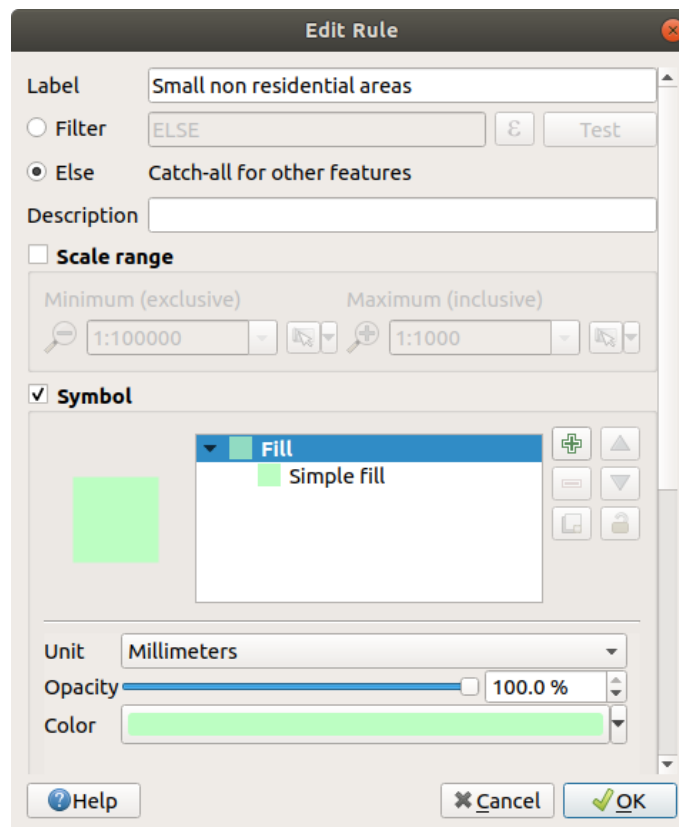 Edit Rule
Label Small non residential areas
Filter ELSE ε Test
Else Catch-all for other features
Description
Scale range
Minimum (exclusive) Maximum (inclusive)
1:100000 1:1000
Symbol
Fill
Simple fill
Unit Millimeters
Opacity 100.0 %
Color
Help Cancel OK